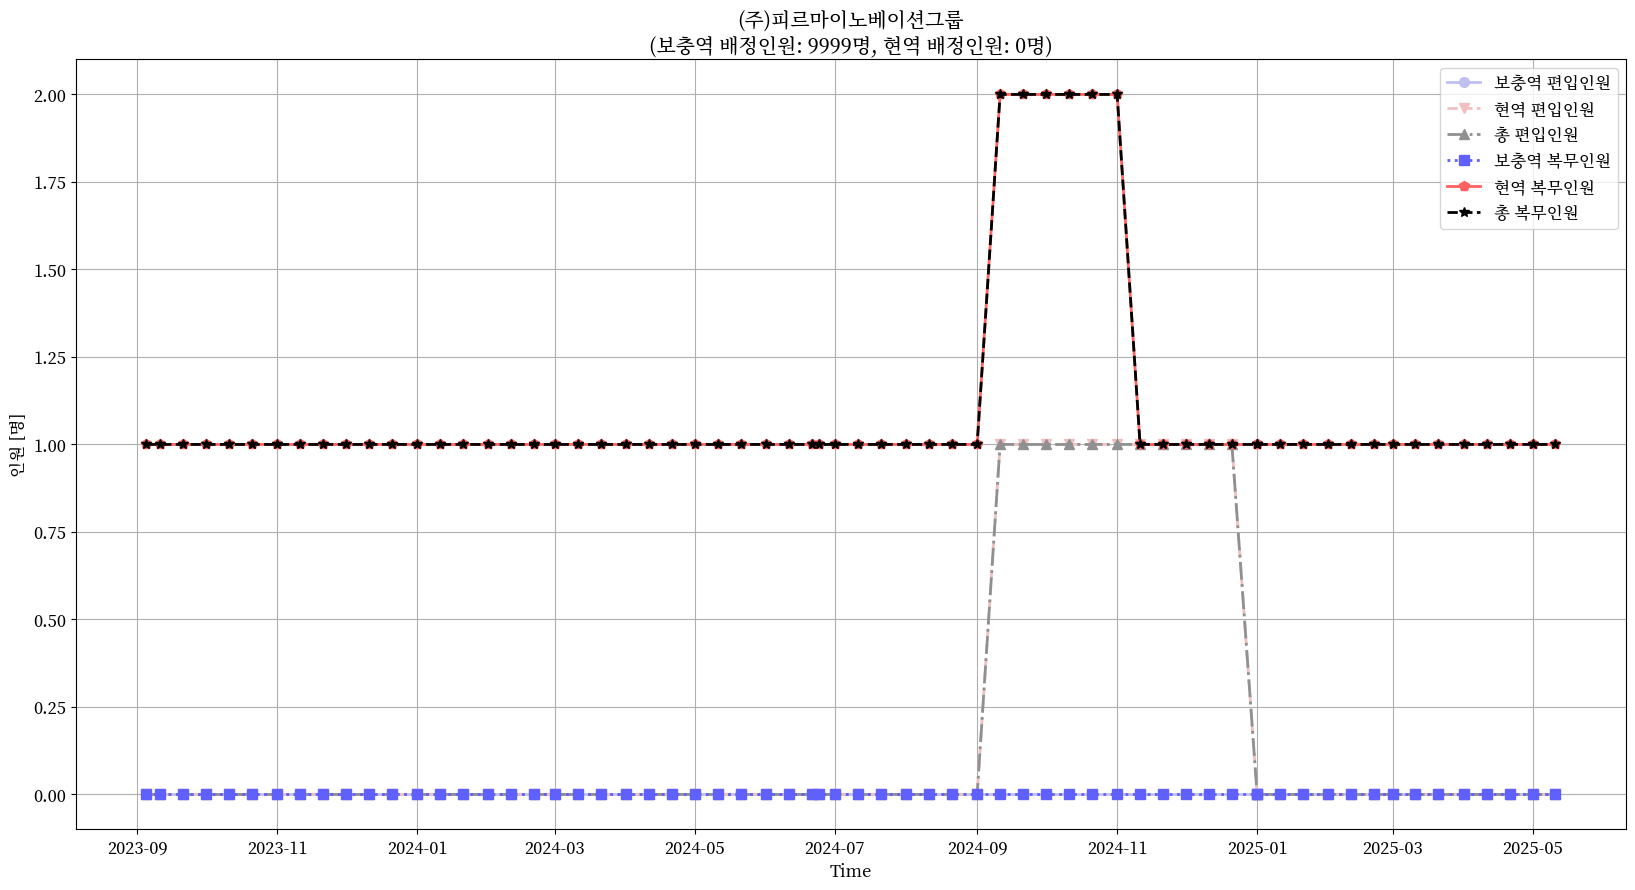 (주)피르마이노베이션그룹
(보충역 배정인원: 9999명, 현역 배정인원: 0명)
보충역 편입인원
현역 편입인원
총 편입인원
보충역 복무인원
현역 복무인원
총 복무인원
인원 [명]
2.00
1.75
1.50
1.25
1.00
0.75
0.50
0.25
0.00
2023-09 2023-11 2024-01 2024-03 2024-05 2024-07 2024-09 2024-11 2025-01 2025-03 2025-05
Time